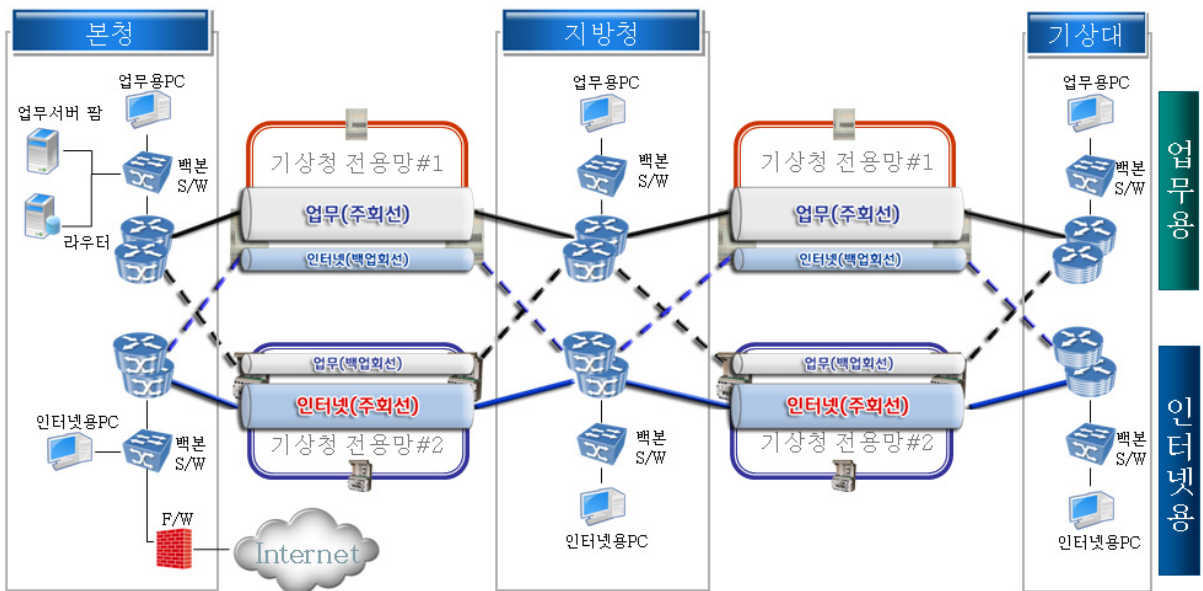 본청
지방청
기상대
업무용PC
업무서버 팜
백본
S/W
라우터
기상청 전용망#1
업무(주회선)
인터넷(백업회선)
업무용PC
백본
S/W
기상청 전용망#1
업무(주회선)
인터넷(백업회선)
업무용PC
백본
S/W
업무용
업무(백업회선)
인터넷(주회선)
기상청 전용망#2
인터넷용PC
백본
S/W
F/W
Internet
백본
S/W
인터넷용PC
업무(백업회선)
인터넷(주회선)
기상청 전용망#2
백본
S/W
인터넷용PC
인터넷용